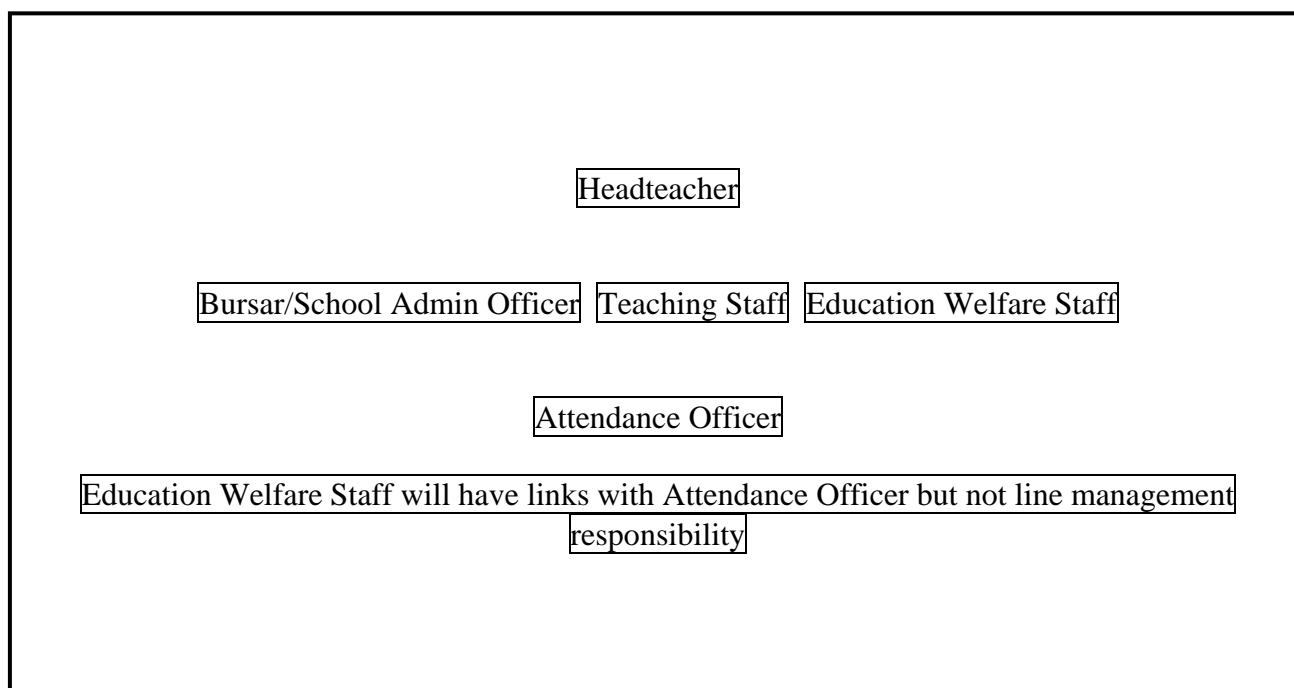 Headteacher
Bursar/School Admin Officer Teaching Staff Education Welfare Staff
Attendance Officer
Education Welfare Staff will have links with Attendance Officer but not line management
responsibility